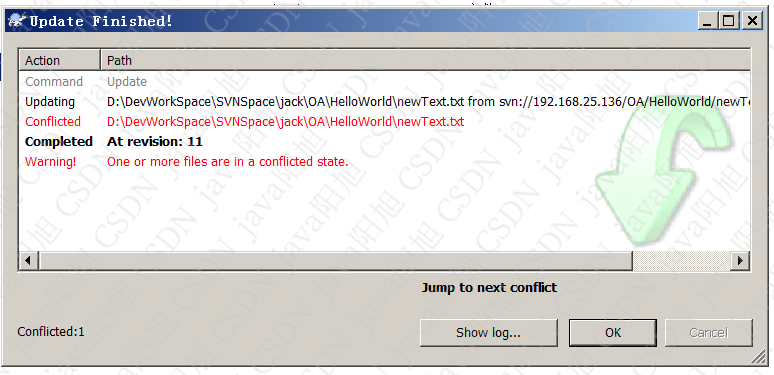 Update Finished!
Action Path
Command Update
Updating D:\DevWorkSpace\SVNSpace\jack\OA\HelloWorld\newText.txt from svn://192.168.25.136/OA/HelloWorld/newT
Conflicted D:\DevWorkSpace\SVNSpace\jack\OA\HelloWorld\newText.txt
Completed At revision: 11
Warning! One or more files are in a conflicted state.
Jump to next conflict
Conflicted:1
Show log... OK Cancel
CSDN java阳旭